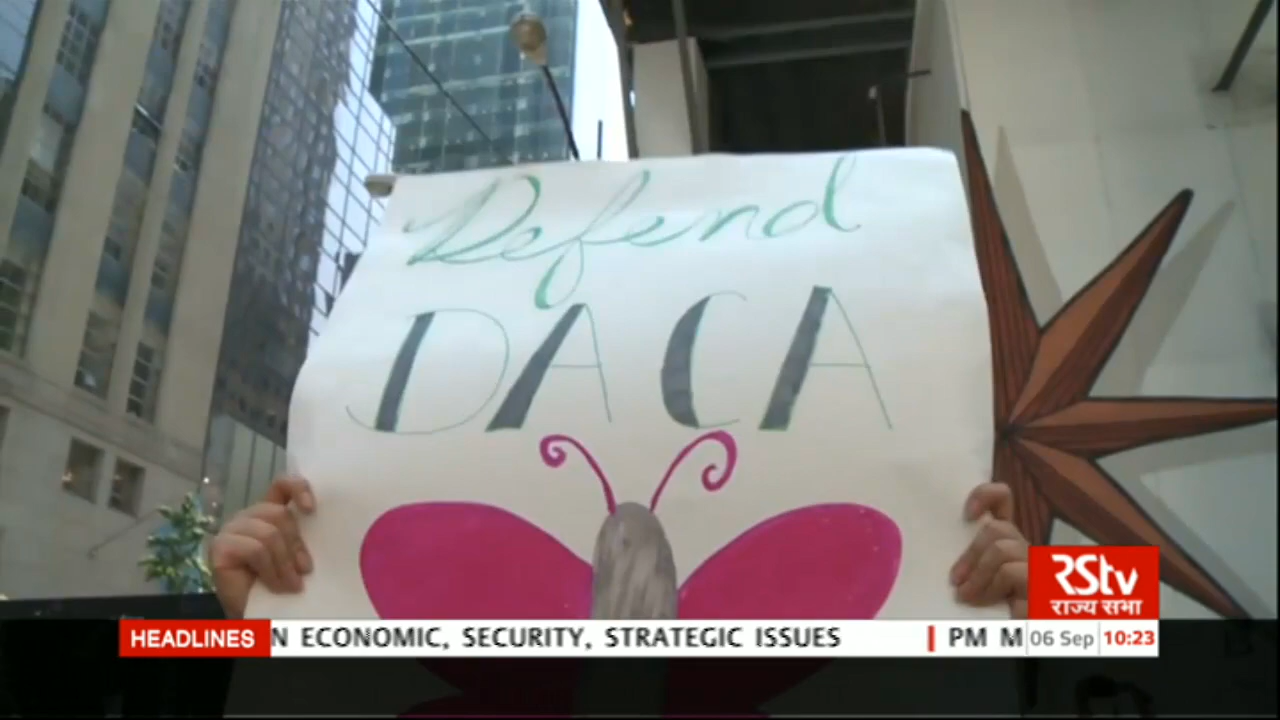 Defend
DACA
RSTV
राज्य सभा
HEADLINES
N ECONOMIC, SECURITY, STRATEGIC ISSUES
PM M
06 Sep
10:23